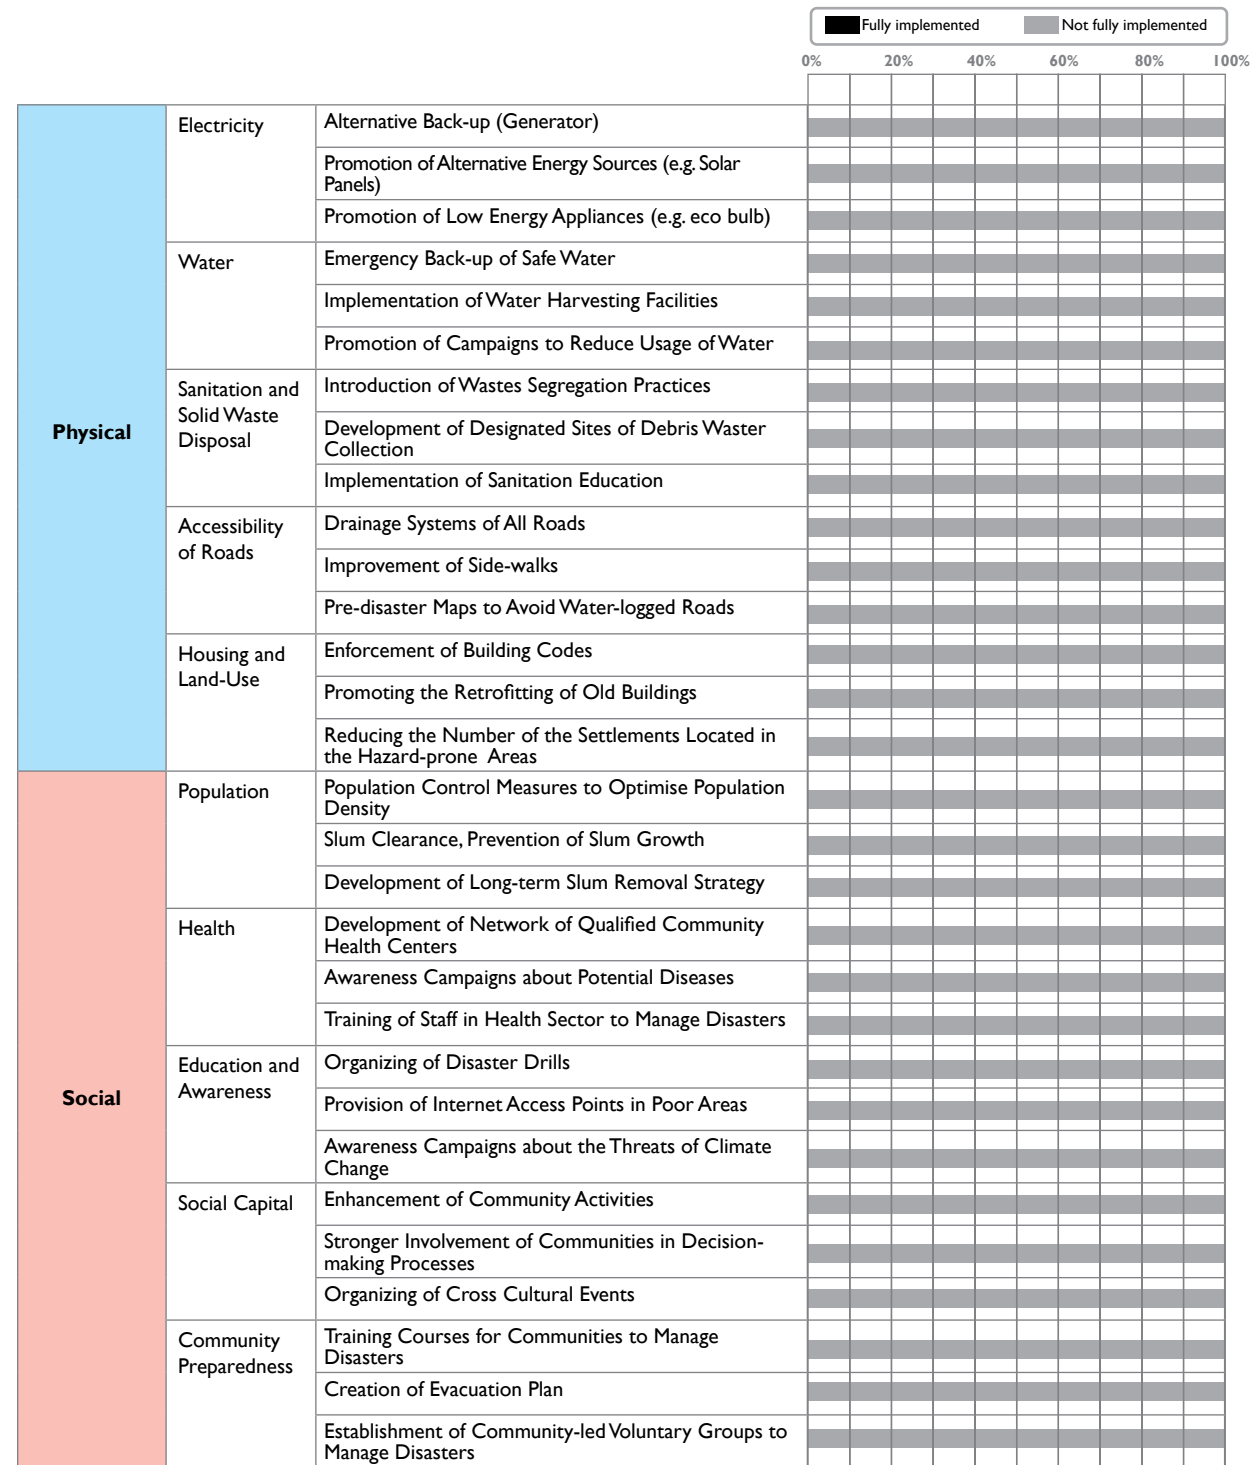 Fully implemented
Not fully implemented
0% 20% 40% 60% 80% 100%
Physical
Electricity
Alternative Back-up (Generator)
Promotion of Alternative Energy Sources (e.g. Solar
Panels)
Promotion of Low Energy Appliances (e.g. eco bulb)
Water
Emergency Back-up of Safe Water
Implementation of Water Harvesting Facilities
Promotion of Campaigns to Reduce Usage of Water
Sanitation and
Solid Waste
Disposal
Introduction of Wastes Segregation Practices
Development of Designated Sites of Debris Waster
Collection
Implementation of Sanitation Education
Accessibility
of Roads
Drainage Systems of All Roads
Improvement of Side-walks
Pre-disaster Maps to Avoid Water-logged Roads
Housing and
Land-Use
Enforcement of Building Codes
Promoting the Retrofitting of Old Buildings
Reducing the Number of the Settlements Located in
the Hazard-prone Areas
Social
Population
Population Control Measures to Optimise Population
Density
Slum Clearance, Prevention of Slum Growth
Development of Long-term Slum Removal Strategy
Health
Development of Network of Qualified Community
Health Centers
Awareness Campaigns about Potential Diseases
Training of Staff in Health Sector to Manage Disasters
Education and
Awareness
Organizing of Disaster Drills
Provision of Internet Access Points in Poor Areas
Awareness Campaigns about the Threats of Climate
Change
Social Capital
Enhancement of Community Activities
Stronger Involvement of Communities in Decision-
making Processes
Organizing of Cross Cultural Events
Community
Preparedness
Training Courses for Communities to Manage
Disasters
Creation of Evacuation Plan
Establishment of Community-led Voluntary Groups to
Manage Disasters